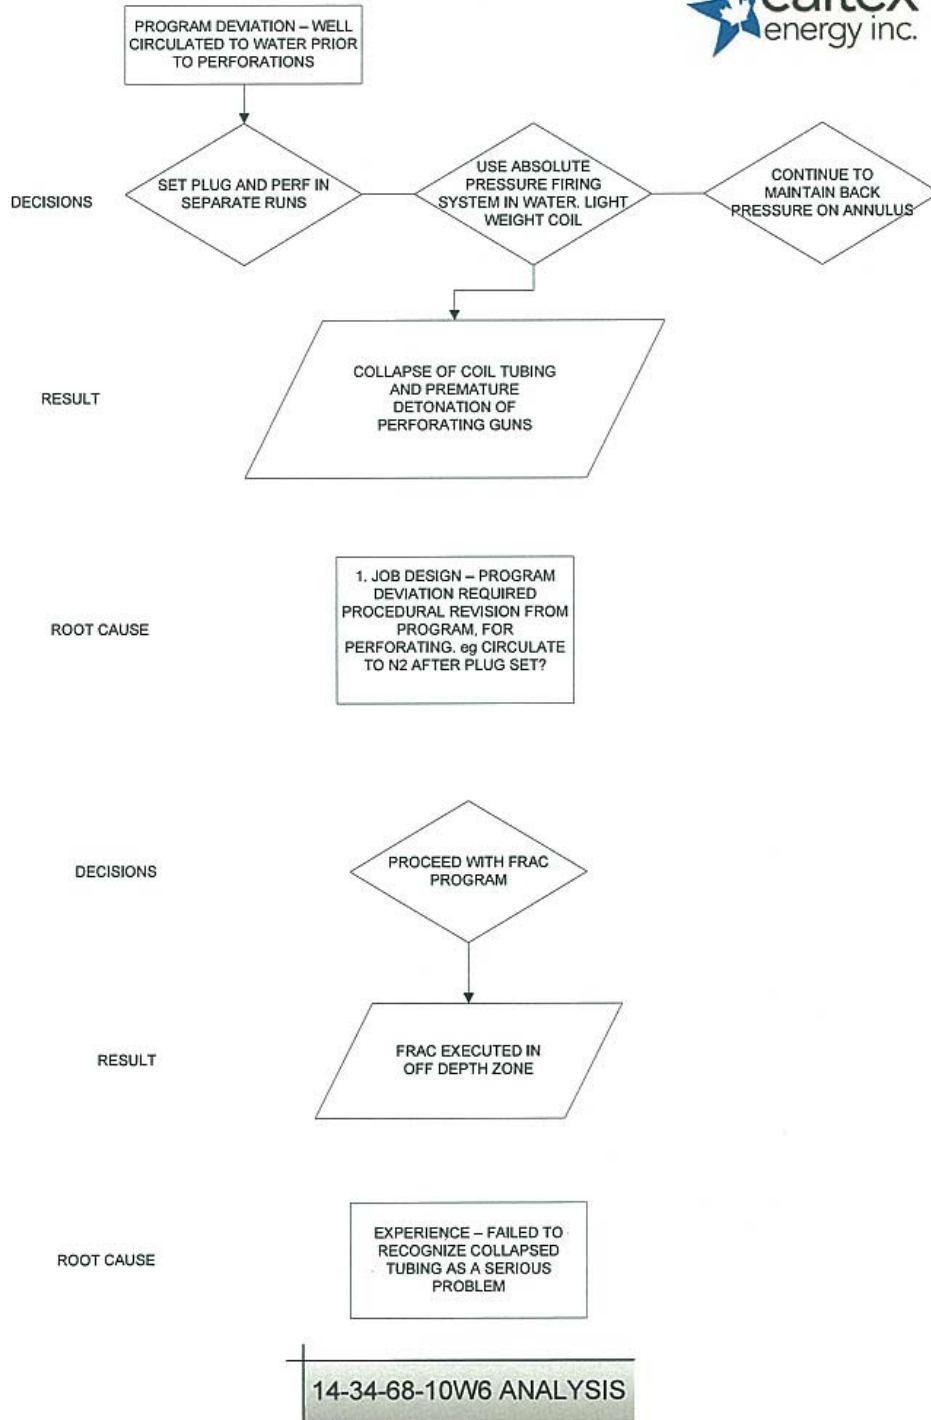 caltex
energy inc.
PROGRAM DEVIATION – WELL
CIRCULATED TO WATER PRIOR
TO PERFORATIONS
DECISIONS
SET PLUG AND PERF IN
SEPARATE RUNS
USE ABSOLUTE
PRESSURE FIRING
SYSTEM IN WATER. LIGHT
WEIGHT COIL
CONTINUE TO
MAINTAIN BACK
PRESSURE ON ANNULUS
RESULT
COLLAPSE OF COIL TUBING
AND PREMATURE
DETONATION OF
PERFORATING GUNS
ROOT CAUSE
1. JOB DESIGN – PROGRAM
DEVIATION REQUIRED
PROCEDURAL REVISION FROM
PROGRAM, FOR
PERFORATING. eg CIRCULATE
TO N2 AFTER PLUG SET?
DECISIONS
PROCEED WITH FRAC
PROGRAM
RESULT
FRAC EXECUTED IN
OFF DEPTH ZONE
ROOT CAUSE
EXPERIENCE – FAILED TO
RECOGNIZE COLLAPSED
TUBING AS A SERIOUS
PROBLEM
14-34-68-10W6 ANALYSIS